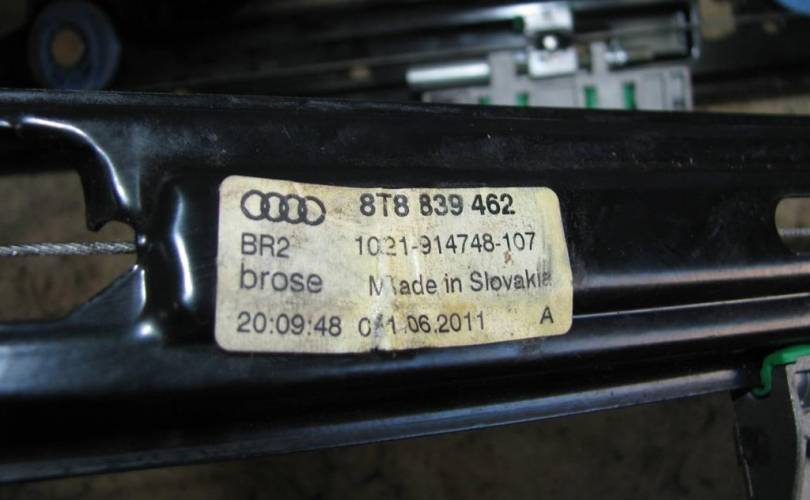 8T8 839 462
BR2 1021-914748-107
brose Made in Slovakia
20:09:48 01.06.2011 A